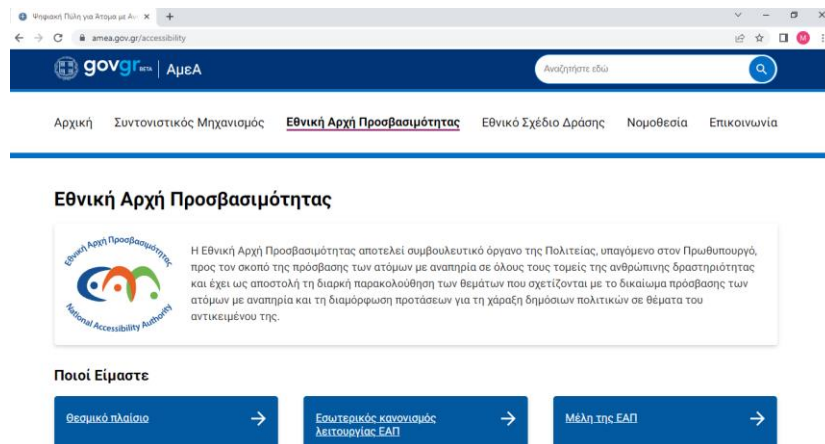 Ψηφιακή Πύλη για Άτομα με Αν
amea.gov.gr/accessibility
M
govgr BETA | ΑμεΑ
Αναζητήστε εδώ
Αρχική Συντονιστικός Μηχανισμός Εθνική Αρχή Προσβασιμότητας Εθνικό Σχέδιο Δράσης Νομοθεσία Επικοινωνία
Εθνική Αρχή Προσβασιμότητας
Εθνική Αρχή Προσβασιμότητας
National Accessibility Authority
Η Εθνική Αρχή Προσβασιμότητας αποτελεί συμβουλευτικό όργανο της Πολιτείας, υπαγόμενο στον Πρωθυπουργό,
προς τον σκοπό της πρόσβασης των ατόμων με αναπηρία σε όλους τους τομείς της ανθρώπινης δραστηριότητας
και έχει ως αποστολή τη διαρκή παρακολούθηση των θεμάτων που σχετίζονται με το δικαίωμα πρόσβασης των
ατόμων με αναπηρία και τη διαμόρφωση προτάσεων για τη χάραξη δημόσιων πολιτικών σε θέματα του
αντικειμένου της.
Ποιοί Είμαστε
Θεσμικό πλαίσιο
Εσωτερικός κανονισμός
λειτουργίας ΕΑΠ
Μέλη της ΕΑΠ